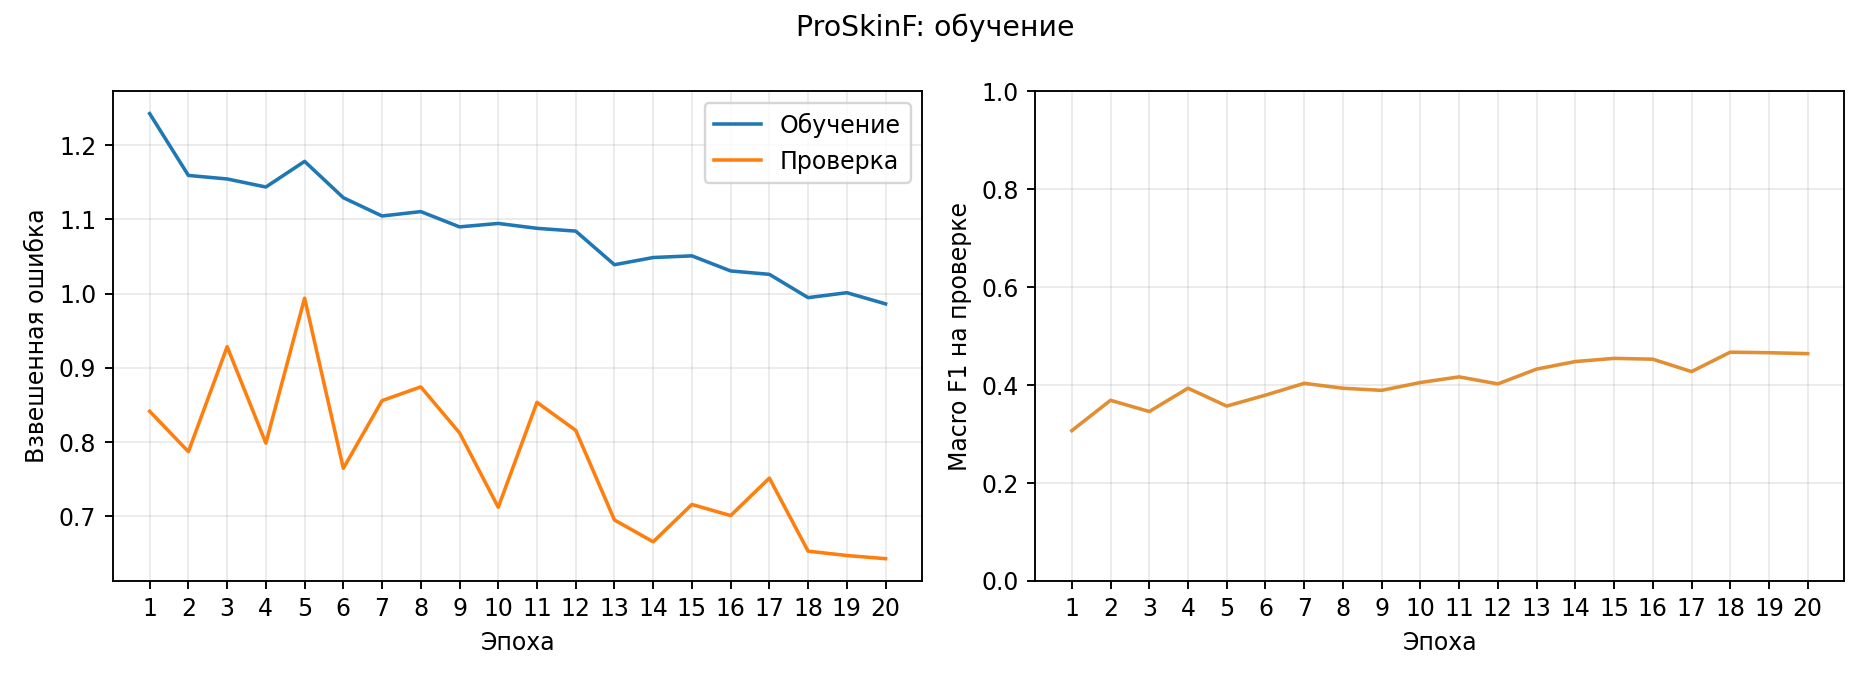 ProSkinF: обучение
Взвешенная ошибка
1.2
1.1
1.0
0.9
0.8
0.7
Обучение
Проверка
1 2 3 4 5 6 7 8 9 10 11 12 13 14 15 16 17 18 19 20
Эпоха
Macro F1 на проверке
1.0
0.8
0.6
0.4
0.2
0.0
1 2 3 4 5 6 7 8 9 10 11 12 13 14 15 16 17 18 19 20
Эпоха